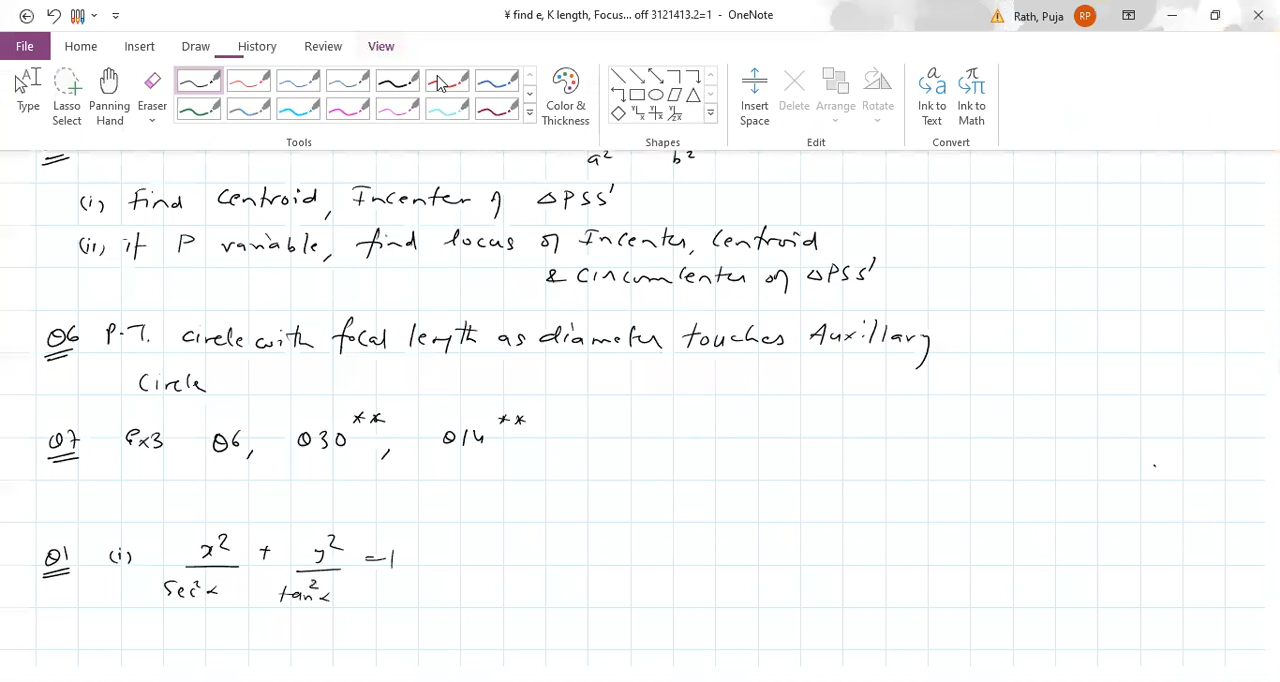 ¥ find e, K length, Focus... off 3121413.2=1 - OneNote
Rath, Puja RP
File Home Insert Draw History Review View
Type Lasso Select Panning Hand Eraser Color & Thickness Insert Space Delete Arrange Rotate Ink to Text Ink to Math
Tools Shapes Edit Convert
a² b²
(i) find Centroid, Incenter of △PSS'
(ii) if P variable, find locus of Incenter, Centroid
& Circumcenter of △PSS'
Q6 P.T. circle with focal length as diameter touches Auxillary
Circle
Q7 Ex3 Q6, Q30**, Q14**
Q1 (i) x²/sec²α + y²/tan²α =1